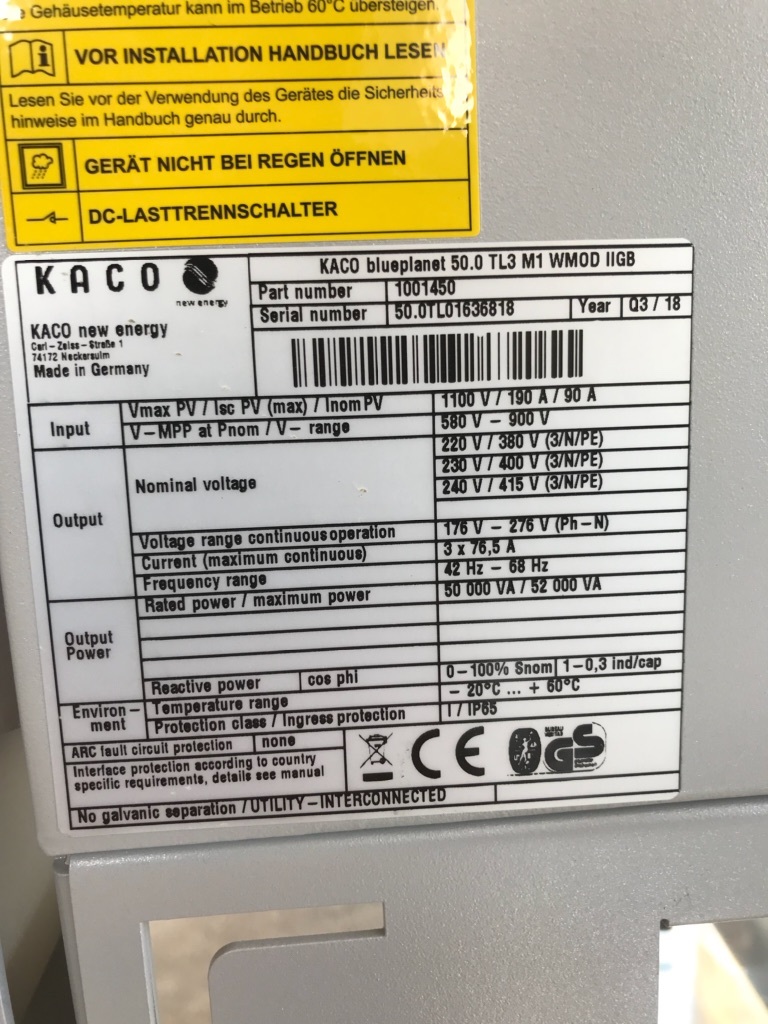 Gehäusetemperatur kann im Betrieb 60°C übersteigen.
VOR INSTALLATION HANDBUCH LESEN
Lesen Sie vor der Verwendung des Gerätes die Sicherheits
hinweise im Handbuch genau durch.
GERÄT NICHT BEI REGEN ÖFFNEN
DC-LASTTRENNSCHALTER
KACO
new energy
KACO new energy
Carl-Zeiss-Straße 1
74172 Neckarsulm
Made in Germany
KACO blueplanet 50.0 TL3 M1 WMOD IIGB
Part number 1001450
Serial number 50.0TL01636818 Year Q3 / 18
Input
Vmax PV / Isc PV (max) / Inom PV 1100 V / 190 A / 90 A
V-MPP at Pnom / V- range 580 V - 900 V
Output
Nominal voltage
220 V / 380 V (3/N/PE)
230 V / 400 V (3/N/PE)
240 V / 415 V (3/N/PE)
Voltage range continuous operation 176 V - 276 V (Ph-N)
Current (maximum continuous) 3 x 76,5 A
Frequency range 42 Hz - 68 Hz
Output
Power
Rated power / maximum power 50 000 VA / 52 000 VA
Reactive power cos phi 0-100% Snom 1-0,3 ind/cap
Environ-
ment
Temperature range - 20°C ... + 60°C
Protection class / Ingress protection I / IP65
ARC fault circuit protection none
Interface protection according to country
specific requirements, details see manual
CE
GS
No galvanic separation / UTILITY-INTERCONNECTED